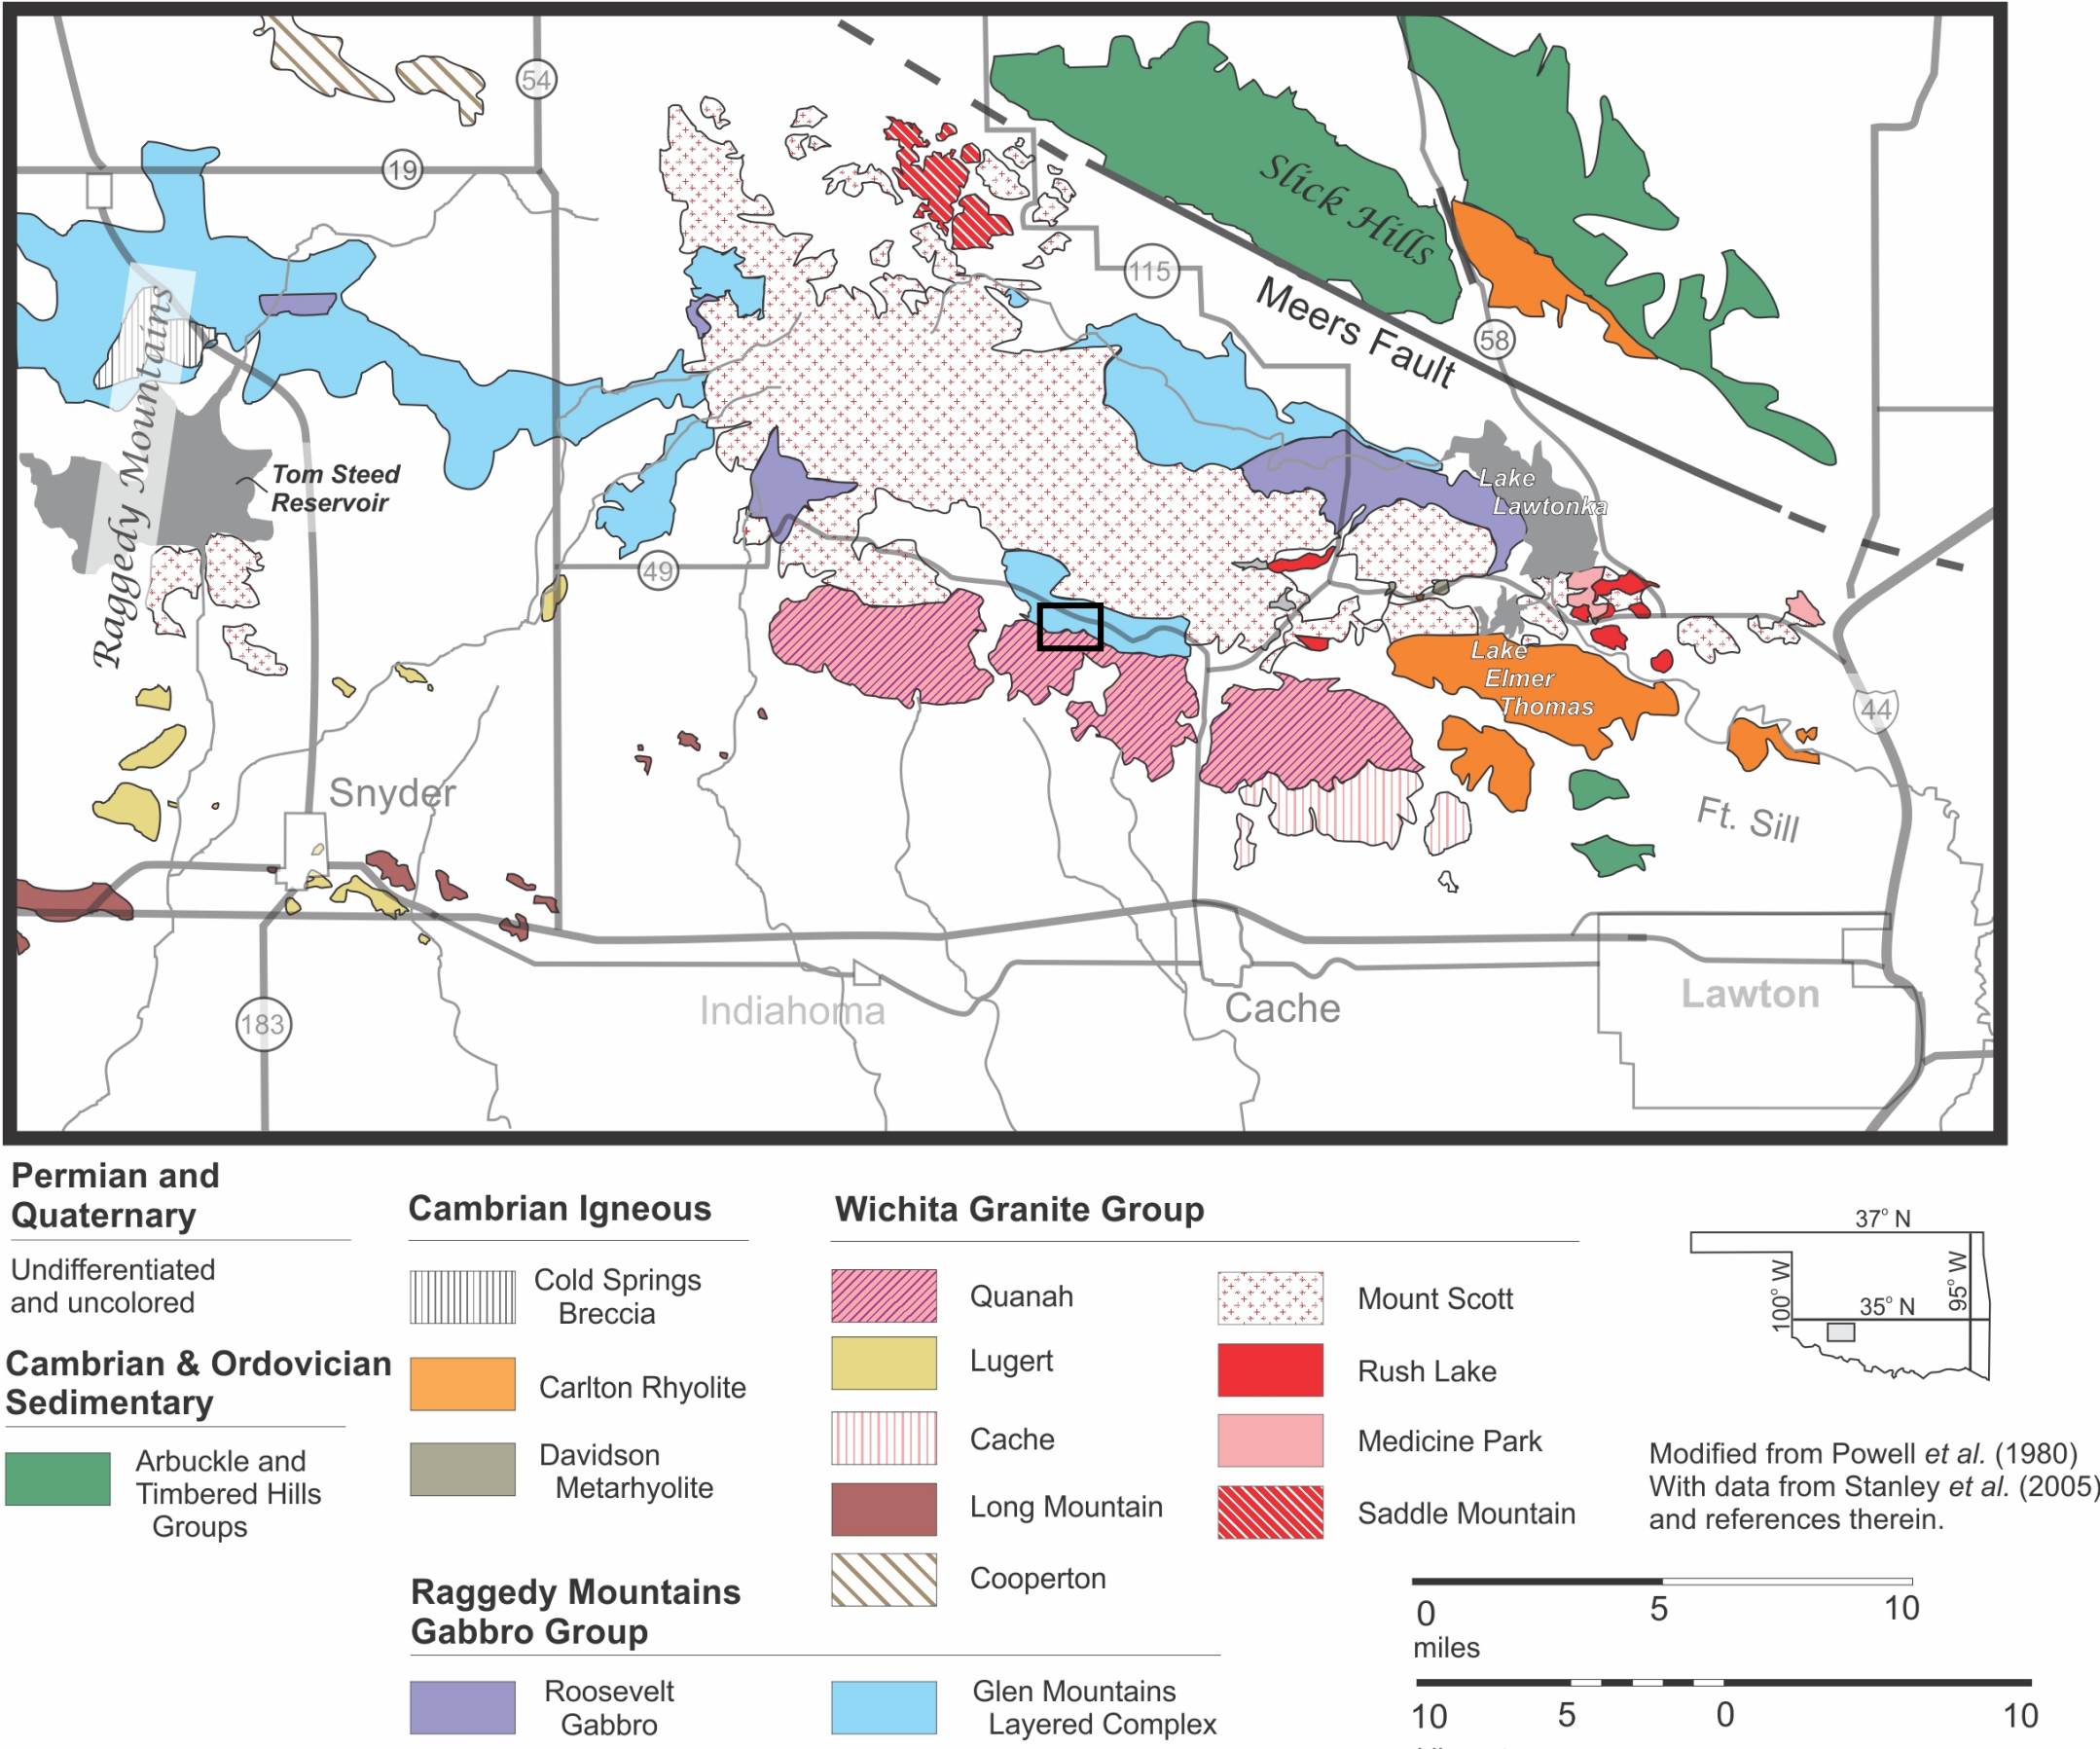 54
19
Slick Hills
115
Meers Fault
58
Raggedy Mountains
Tom Steed
Reservoir
Lake
Lawtonka
49
Lake
Elmer
Thomas
44
Snyder
Ft. Sill
Indiahoma
Cache
Lawton
183
Permian and
Quaternary
Undifferentiated
and uncolored
Cambrian & Ordovician
Sedimentary
Arbuckle and
Timbered Hills
Groups
Cambrian Igneous
Cold Springs
Breccia
Carlton Rhyolite
Davidson
Metarhyolite
Raggedy Mountains
Gabbro Group
Roosevelt
Gabbro
Glen Mountains
Layered Complex
Wichita Granite Group
Quanah
Lugert
Cache
Long Mountain
Cooperton
Mount Scott
Rush Lake
Medicine Park
Saddle Mountain
37° N
100° W
35° N
95° W
Modified from Powell et al. (1980)
With data from Stanley et al. (2005)
and references therein.
0 5 10
miles
10 5 0 10